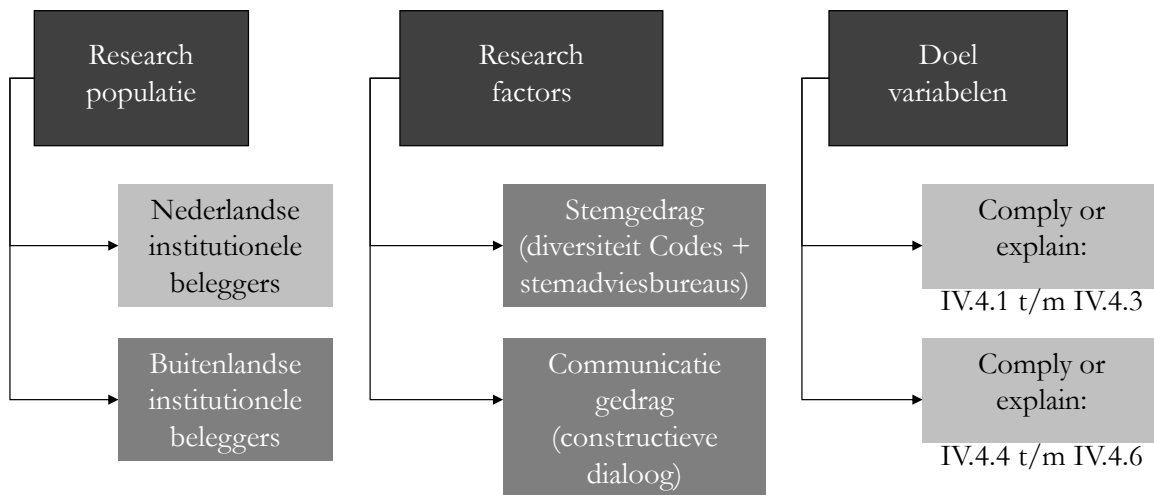 Research
populatie
Nederlandse
institutionele
beleggers
Buitenlandse
institutionele
beleggers
Research
factors
Stemgedrag
(diversiteit Codes +
stemadviesbureaus)
Communicatie
gedrag
(constructieve
dialoog)
Doel
variabelen
Comply or
explain:
IV.4.1 t/m IV.4.3
Comply or
explain:
IV.4.4 t/m IV.4.6